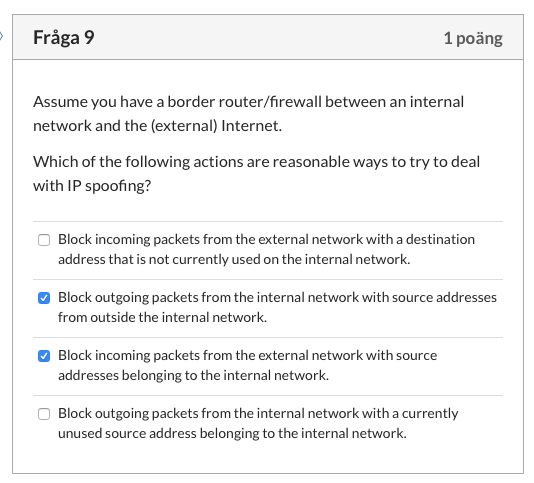 Fråga 9
1 poäng
Assume you have a border router/firewall between an internal
network and the (external) Internet.
Which of the following actions are reasonable ways to try to deal
with IP spoofing?
Block incoming packets from the external network with a destination
address that is not currently used on the internal network.
Block outgoing packets from the internal network with source addresses
from outside the internal network.
Block incoming packets from the external network with source
addresses belonging to the internal network.
Block outgoing packets from the internal network with a currently
unused source address belonging to the internal network.